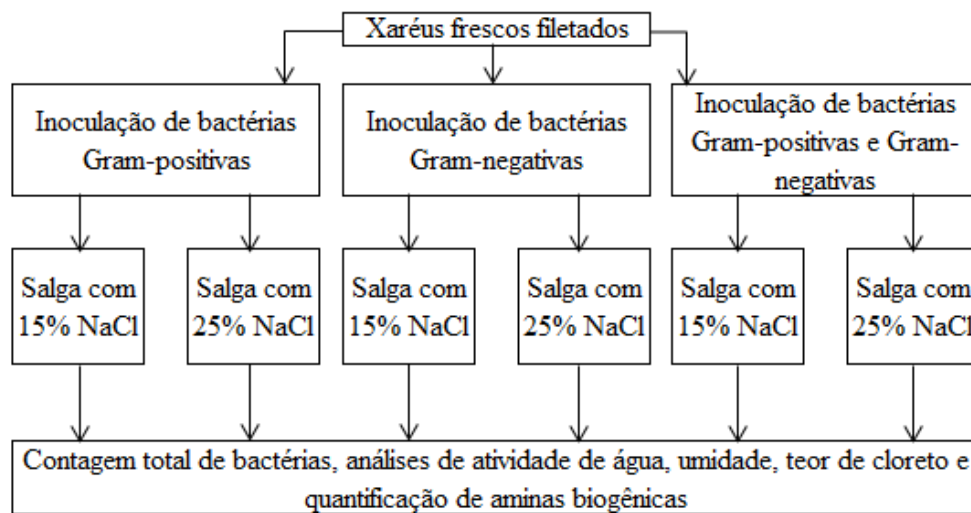 Xaréus frescos filetados
Inoculação de bactérias
Gram-positivas
Inoculação de bactérias
Gram-negativas
Inoculação de bactérias
Gram-positivas e Gram-
negativas
Salga com
15% NaCl
Salga com
25% NaCl
Salga com
15% NaCl
Salga com
25% NaCl
Salga com
15% NaCl
Salga com
25% NaCl
Contagem total de bactérias, análises de atividade de água, umidade, teor de cloreto e
quantificação de aminas biogênicas